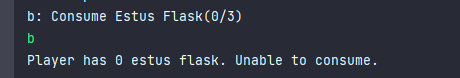 b: Consume Estus Flask(0/3)
b
Player has 0 estus flask. Unable to consume.